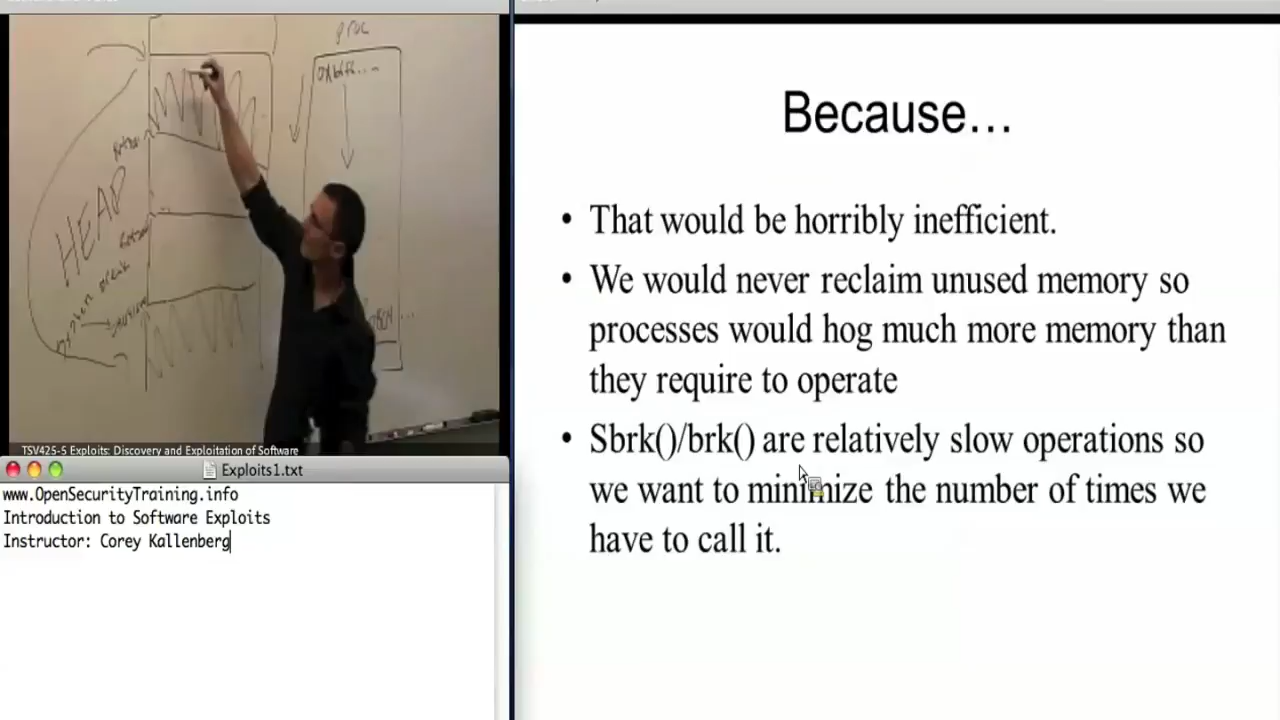 proc
HEAP
TSV425-5 Exploits: Discovery and Exploitation of Software
Exploits1.txt
www.OpenSecurityTraining.info
Introduction to Software Exploits
Instructor: Corey Kallenberg
Because…
• That would be horribly inefficient.
• We would never reclaim unused memory so
processes would hog much more memory than
they require to operate
• Sbrk()/brk() are relatively slow operations so
we want to minimize the number of times we
have to call it.